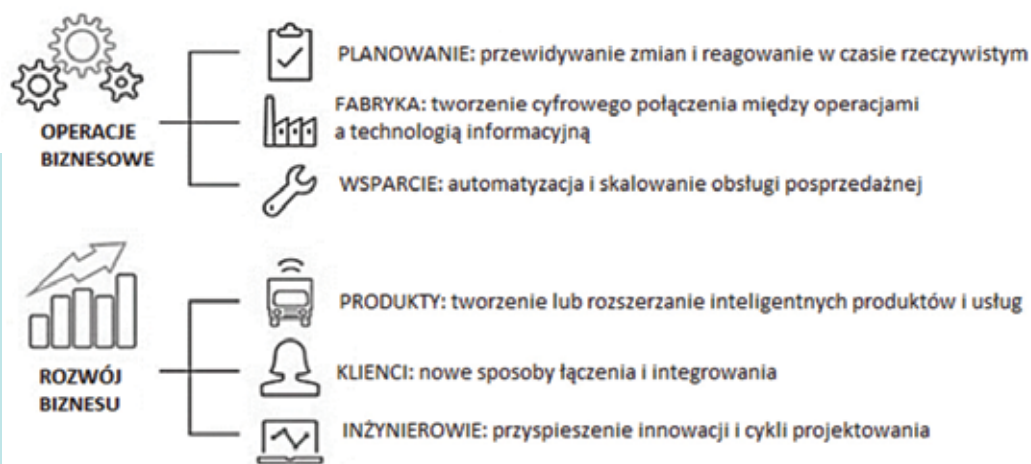 PLANOWANIE: przewidywanie zmian i reagowanie w czasie rzeczywistym
FABRYKA: tworzenie cyfrowego połączenia między operacjami
a technologią informacyjną
OPERACJE
BIZNESOWE
WSPARCIE: automatyzacja i skalowanie obsługi posprzedażnej
PRODUKTY: tworzenie lub rozszerzanie inteligentnych produktów i usług
KLIENCI: nowe sposoby łączenia i integrowania
ROZWÓJ
BIZNESU
INŻYNIEROWIE: przyspieszenie innowacji i cykli projektowania